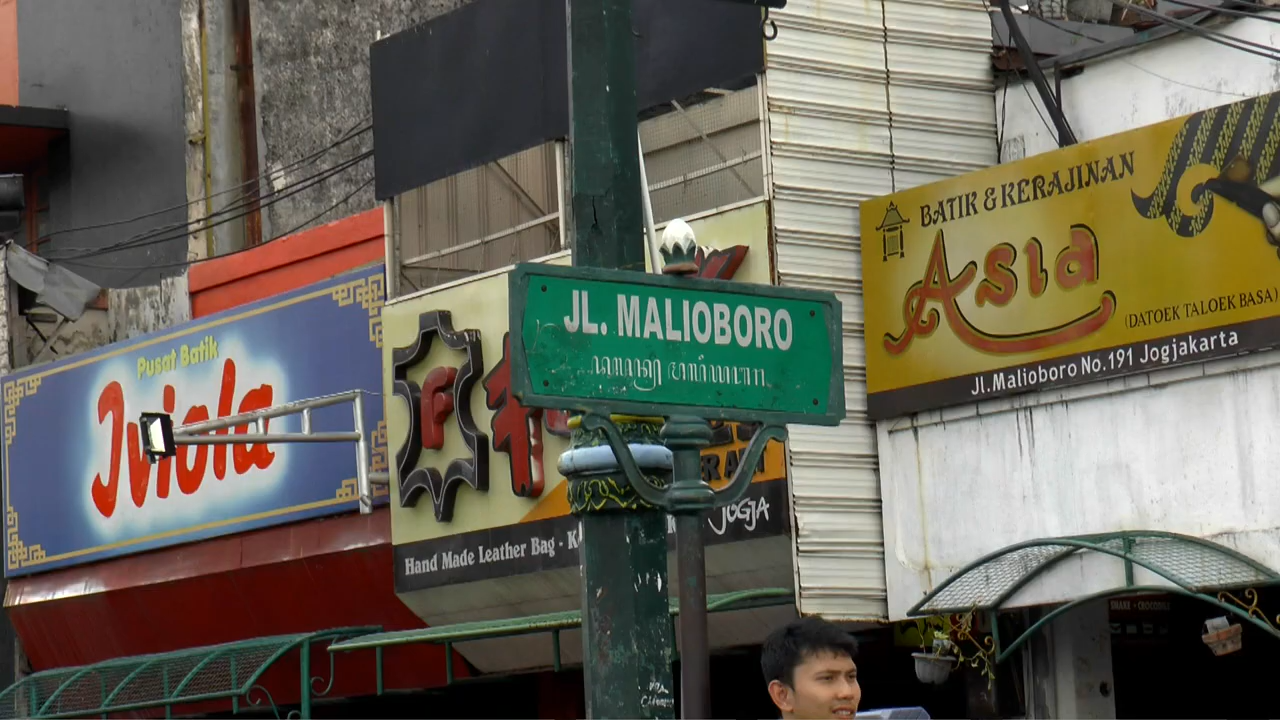 Pusat Batik
Juiola
Hand Made Leather Bag -
JOGJA
JL. MALIOBORO
BATIK & KERAJINAN
Asia
(DATOEK TALOEK BASA)
Jl.Malioboro No.191 Jogjakarta